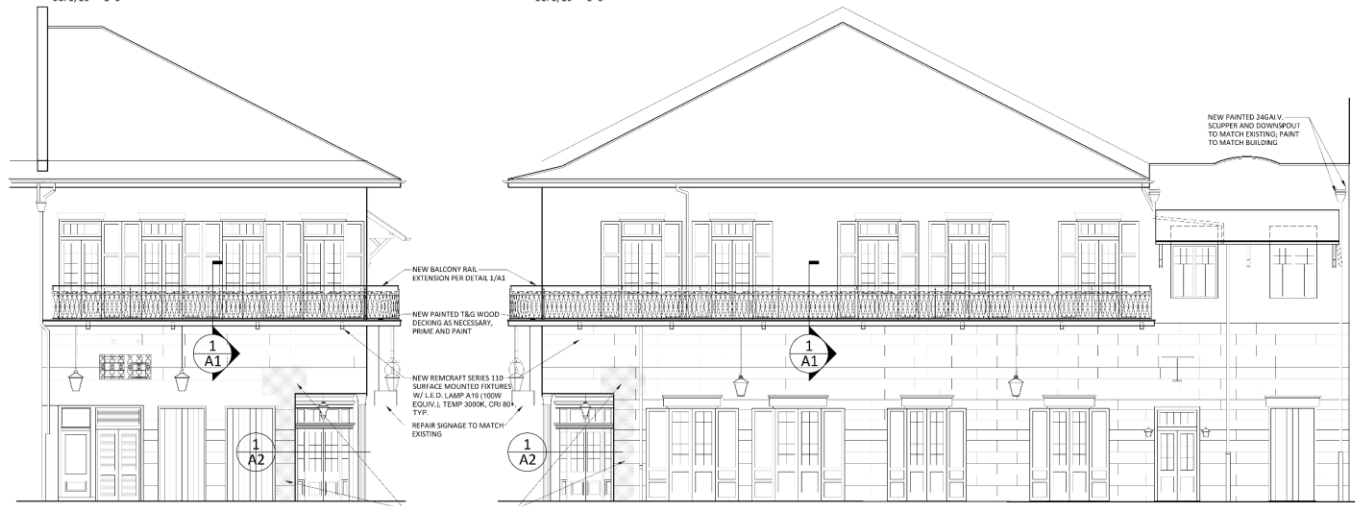 NEW PAINTED 24GALV.
SCUPPER AND DOWNSPOUT
TO MATCH EXISTING; PAINT
TO MATCH BUILDING
NEW BALCONY RAIL
EXTENSION PER DETAIL 1/A1
NEW PAINTED T&G WOOD
DECKING AS NECESSARY,
PRIME AND PAINT
1
A1
1
A1
NEW REMCRAFT SERIES 110
SURFACE MOUNTED FIXTURES
W/ L.E.D. LAMP A19 (100W
EQUIV.), TEMP 3000K, CRI 80+
TYP.
REPAIR SIGNAGE TO MATCH
EXISTING
1
A2
1
A2